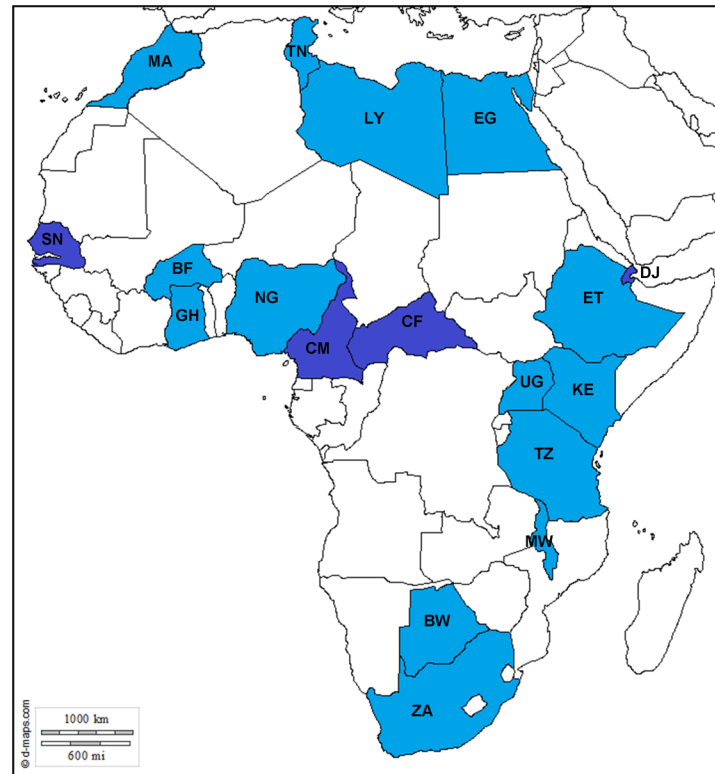 TN
MA
LY
EG
SN
DJ
BF
NG
ET
GH
CF
CM
UG
KE
TZ
MW
BW
ZA
1000 km
600 mi
© d-maps.com